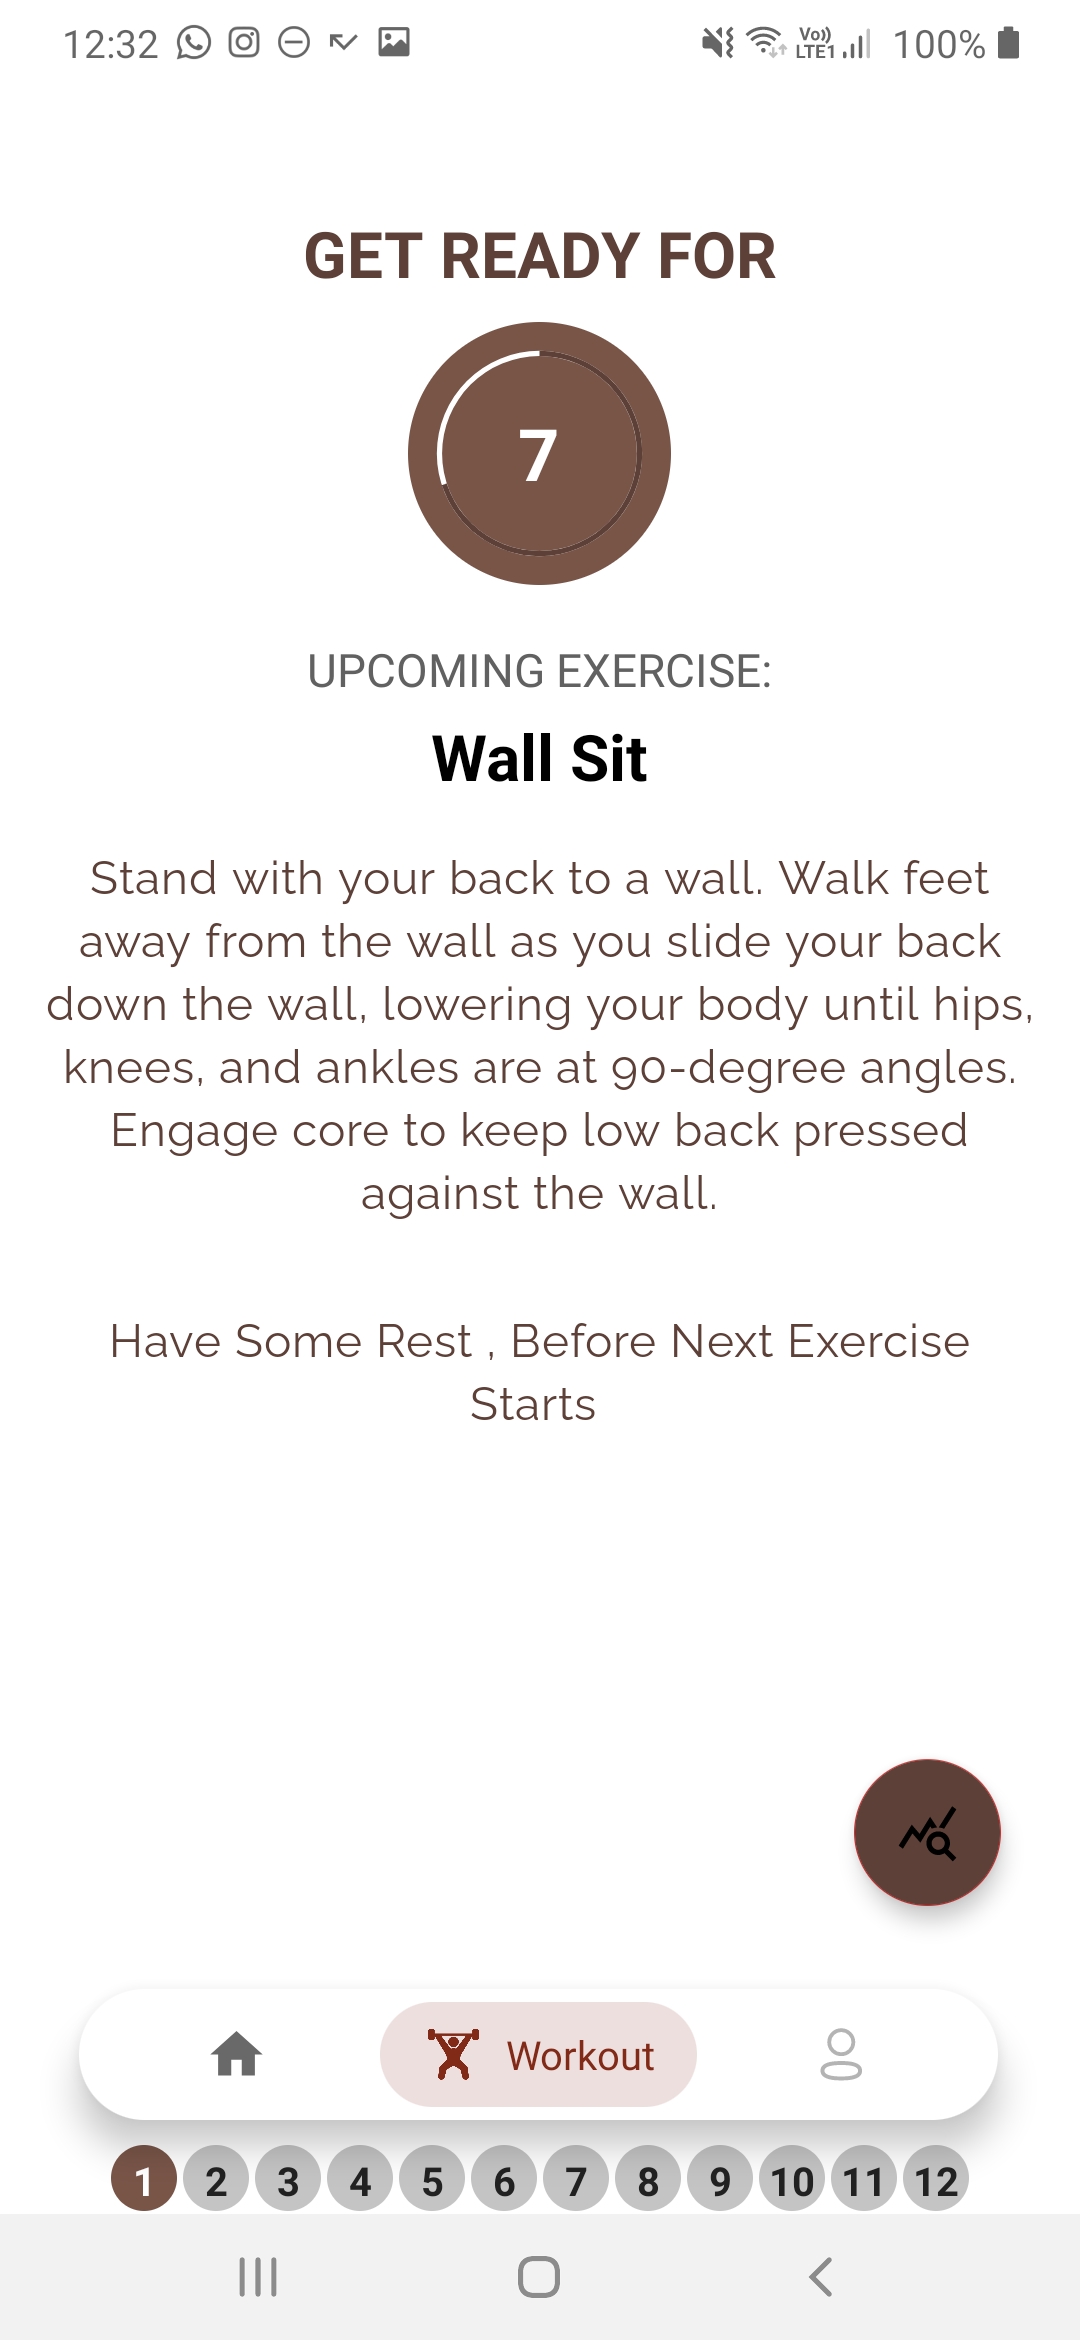 12:32
Vo)) LTE1 100%
GET READY FOR
7
UPCOMING EXERCISE:
Wall Sit
Stand with your back to a wall. Walk feet
away from the wall as you slide your back
down the wall, lowering your body until hips,
knees, and ankles are at 90-degree angles.
Engage core to keep low back pressed
against the wall.
Have Some Rest , Before Next Exercise
Starts
Workout
1 2 3 4 5 6 7 8 9 10 11 12